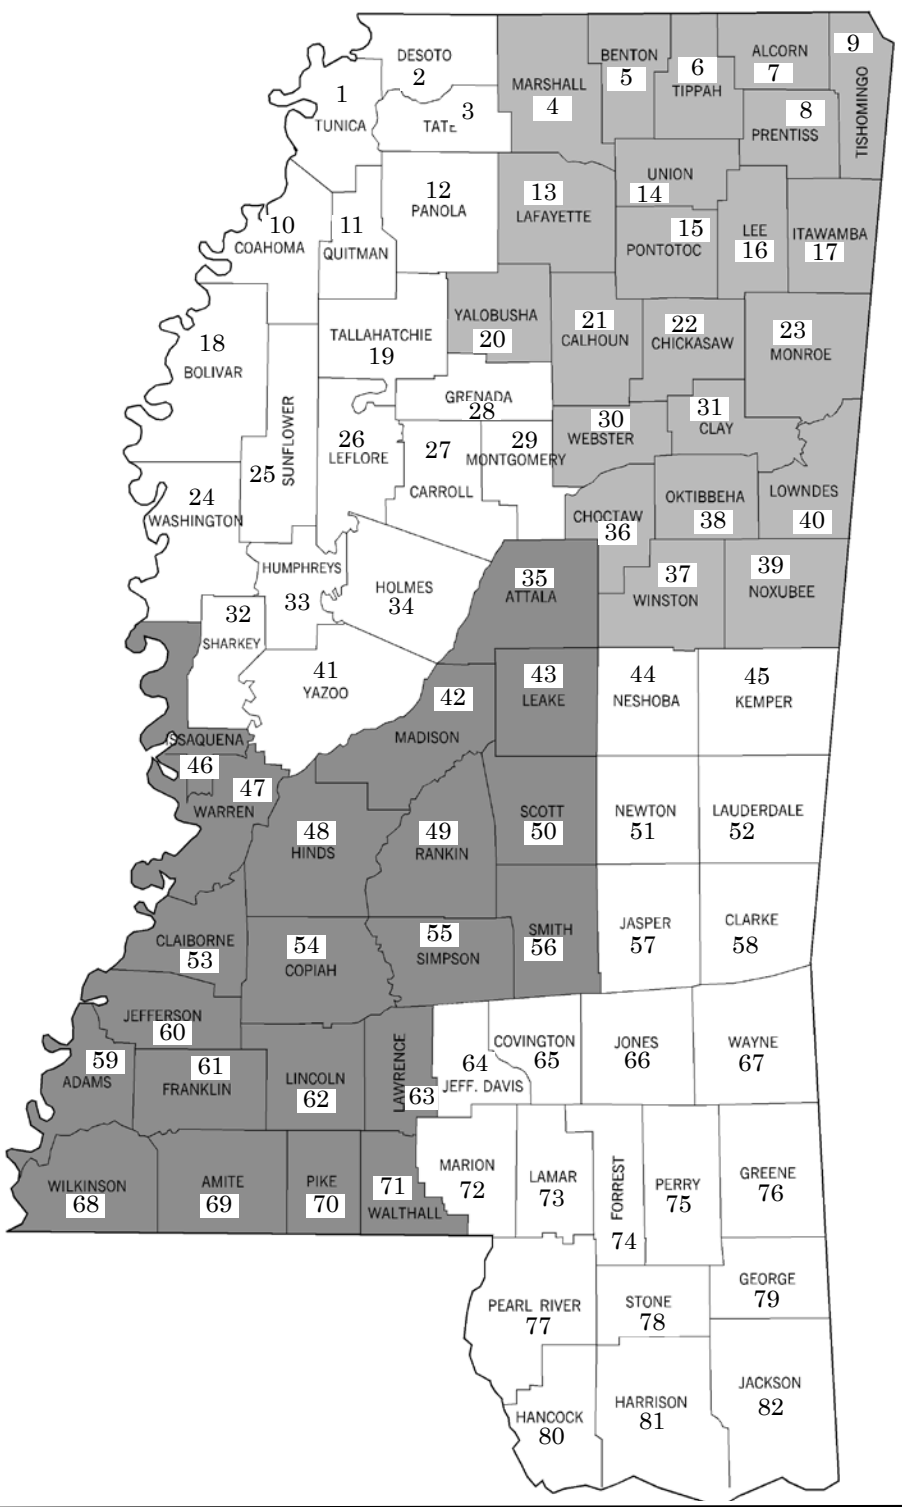 DESOTO
2
MARSHALL
4
BENTON
5
6
TIPPAH
ALCORN
7
9
TISHOMINGO
1
TUNICA
3
TATE
8
PRENTISS
12
PANOLA
13
LAFAYETTE
UNION
14
15
PONTOTOC
LEE
16
ITAWAMBA
17
10
COAHOMA
11
QUITMAN
18
BOLIVAR
TALLAHATCHIE
19
YALOBUSHA
20
21
CALHOUN
22
CHICKASAW
23
MONROE
GRENADA
28
25
SUNFLOWER
26
LEFLORE
27
CARROLL
29
MONTGOMERY
30
WEBSTER
31
CLAY
24
WASHINGTON
CHOCTAW
36
OKTIBBEHA
38
LOWNDES
40
HUMPHREYS
33
HOLMES
34
35
ATTALA
37
WINSTON
39
NOXUBEE
32
SHARKEY
41
YAZOO
42
MADISON
43
LEAKE
44
NESHOBA
45
KEMPER
ISSAQUENA
46
47
WARREN
48
HINDS
49
RANKIN
SCOTT
50
NEWTON
51
LAUDERDALE
52
CLAIBORNE
53
54
COPIAH
55
SIMPSON
SMITH
56
JASPER
57
CLARKE
58
JEFFERSON
60
59
ADAMS
61
FRANKLIN
LINCOLN
62
LAWRENCE
63
64
JEFF. DAVIS
COVINGTON
65
JONES
66
WAYNE
67
WILKINSON
68
AMITE
69
PIKE
70
71
WALTHALL
MARION
72
LAMAR
73
FORREST
74
PERRY
75
GREENE
76
PEARL RIVER
77
STONE
78
GEORGE
79
HANCOCK
80
HARRISON
81
JACKSON
82